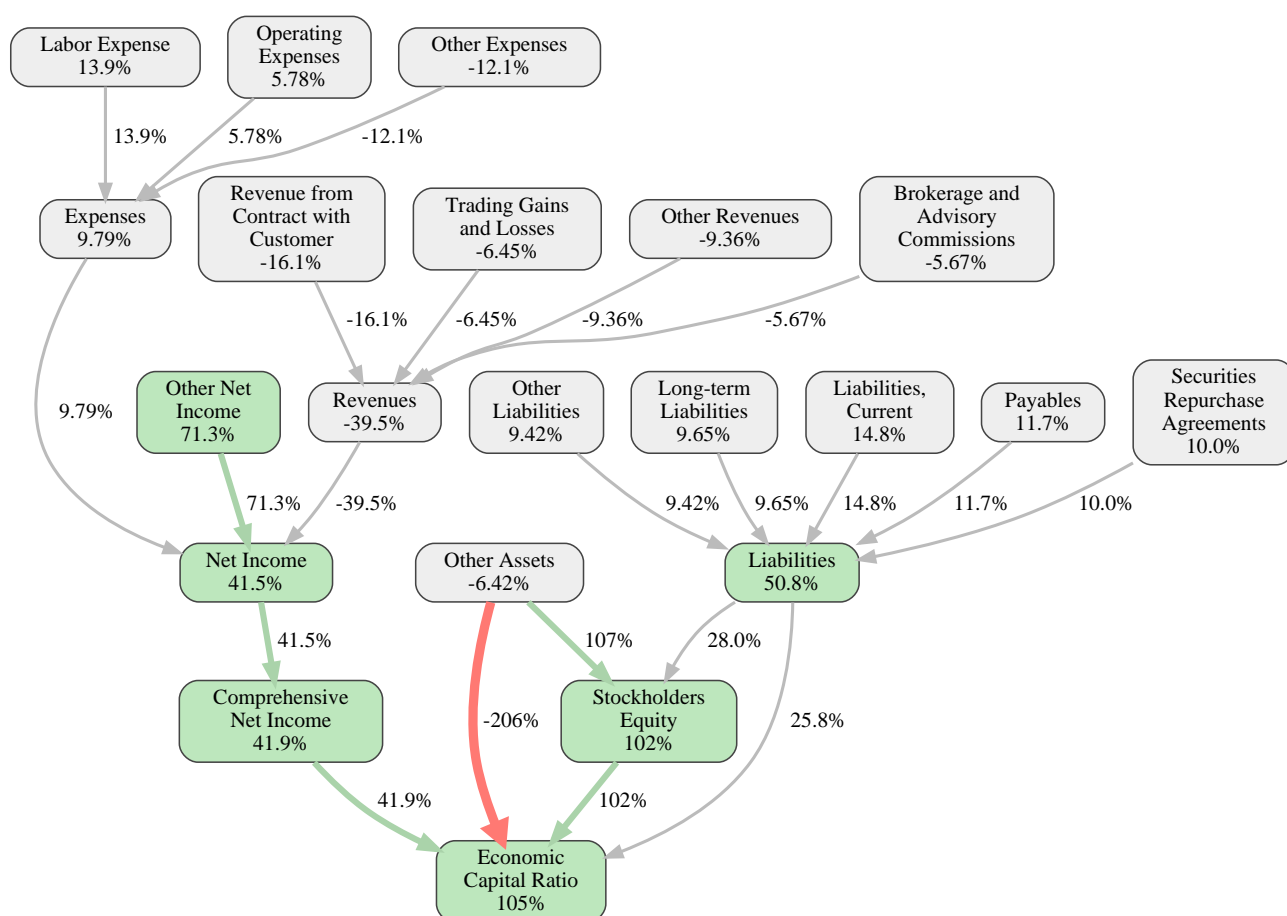 Labor Expense
13.9%
Operating
Expenses
5.78%
Other Expenses
-12.1%
13.9%
5.78%
-12.1%
Expenses
9.79%
Revenue from
Contract with
Customer
-16.1%
Trading Gains
and Losses
-6.45%
Other Revenues
-9.36%
Brokerage and
Advisory
Commissions
-5.67%
-16.1%
-6.45%
-9.36%
-5.67%
9.79%
Other Net
Income
71.3%
Revenues
-39.5%
Other
Liabilities
9.42%
Long-term
Liabilities
9.65%
Liabilities,
Current
14.8%
Payables
11.7%
Securities
Repurchase
Agreements
10.0%
71.3%
-39.5%
9.42%
9.65%
14.8%
11.7%
10.0%
Net Income
41.5%
Other Assets
-6.42%
Liabilities
50.8%
41.5%
107%
28.0%
Comprehensive
Net Income
41.9%
-206%
Stockholders
Equity
102%
25.8%
41.9%
102%
Economic
Capital Ratio
105%